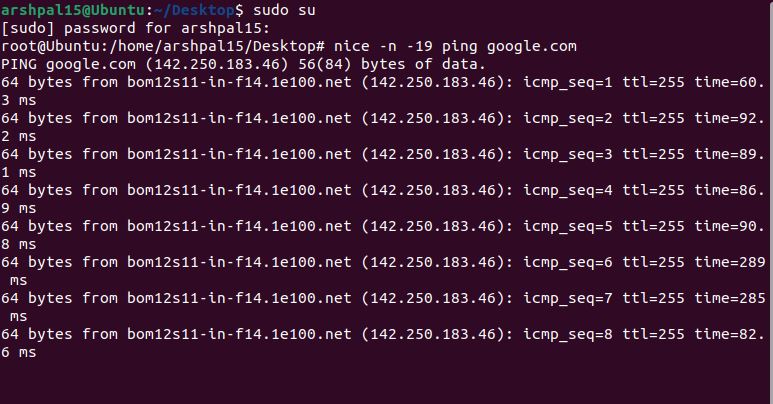 arshpal15@Ubuntu:~/Desktop$ sudo su
[sudo] password for arshpal15:
root@Ubuntu:/home/arshpal15/Desktop# nice -n -19 ping google.com
PING google.com (142.250.183.46) 56(84) bytes of data.
64 bytes from bom12s11-in-f14.1e100.net (142.250.183.46): icmp_seq=1 ttl=255 time=60.
3 ms
64 bytes from bom12s11-in-f14.1e100.net (142.250.183.46): icmp_seq=2 ttl=255 time=92.
2 ms
64 bytes from bom12s11-in-f14.1e100.net (142.250.183.46): icmp_seq=3 ttl=255 time=89.
1 ms
64 bytes from bom12s11-in-f14.1e100.net (142.250.183.46): icmp_seq=4 ttl=255 time=86.
9 ms
64 bytes from bom12s11-in-f14.1e100.net (142.250.183.46): icmp_seq=5 ttl=255 time=90.
8 ms
64 bytes from bom12s11-in-f14.1e100.net (142.250.183.46): icmp_seq=6 ttl=255 time=289
 ms
64 bytes from bom12s11-in-f14.1e100.net (142.250.183.46): icmp_seq=7 ttl=255 time=285
 ms
64 bytes from bom12s11-in-f14.1e100.net (142.250.183.46): icmp_seq=8 ttl=255 time=82.
6 ms